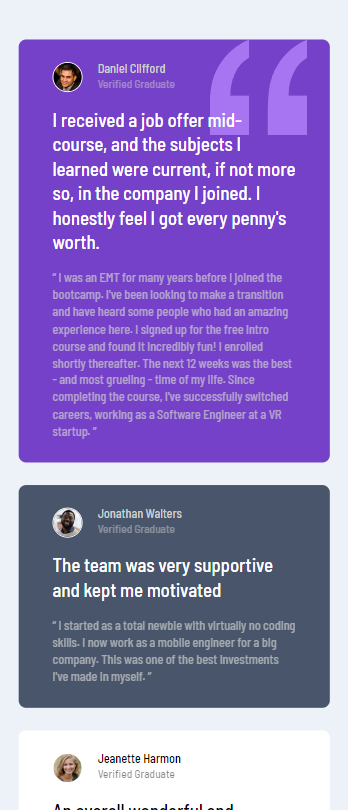 Daniel Clifford
Verified Graduate
I received a job offer mid-
course, and the subjects I
learned were current, if not more
so, in the company I joined. I
honestly feel I got every penny's
worth.
“ I was an EMT for many years before I joined the
bootcamp. I've been looking to make a transition
and have heard some people who had an amazing
experience here. I signed up for the free intro
course and found it incredibly fun! I enrolled
shortly thereafter. The next 12 weeks was the best
- and most grueling - time of my life. Since
completing the course, I've successfully switched
careers, working as a Software Engineer at a VR
startup. ”
Jonathan Walters
Verified Graduate
The team was very supportive
and kept me motivated
“ I started as a total newbie with virtually no coding
skills. I now work as a mobile engineer for a big
company. This was one of the best investments
I've made in myself. ”
Jeanette Harmon
Verified Graduate
An overall wonderful and